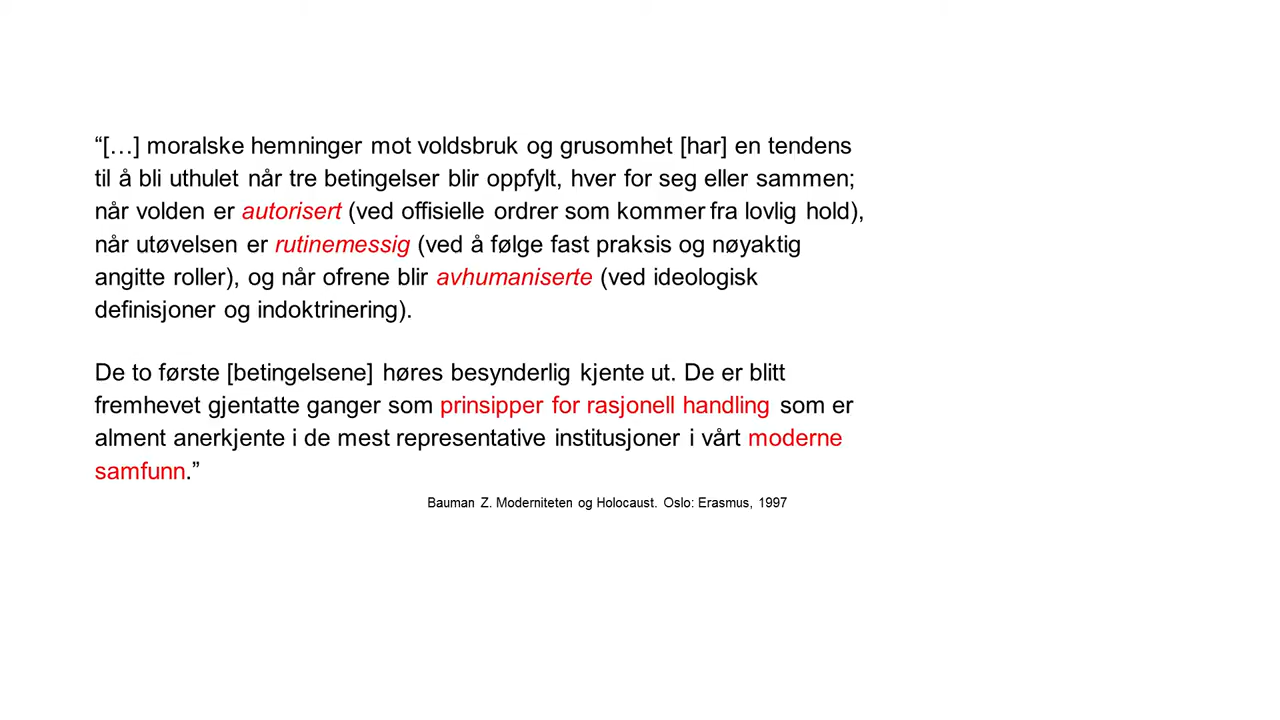 “[…] moralske hemninger mot voldsbruk og grusomhet [har] en tendens
til å bli uthulet når tre betingelser blir oppfylt, hver for seg eller sammen;
når volden er autorisert (ved offisielle ordrer som kommer fra lovlig hold),
når utøvelsen er rutinemessig (ved å følge fast praksis og nøyaktig
angitte roller), og når ofrene blir avhumaniserte (ved ideologisk
definisjoner og indoktrinering).
De to første [betingelsene] høres besynderlig kjente ut. De er blitt
fremhevet gjentatte ganger som prinsipper for rasjonell handling som er
alment anerkjente i de mest representative institusjoner i vårt moderne
samfunn.”
Bauman Z. Moderniteten og Holocaust. Oslo: Erasmus, 1997